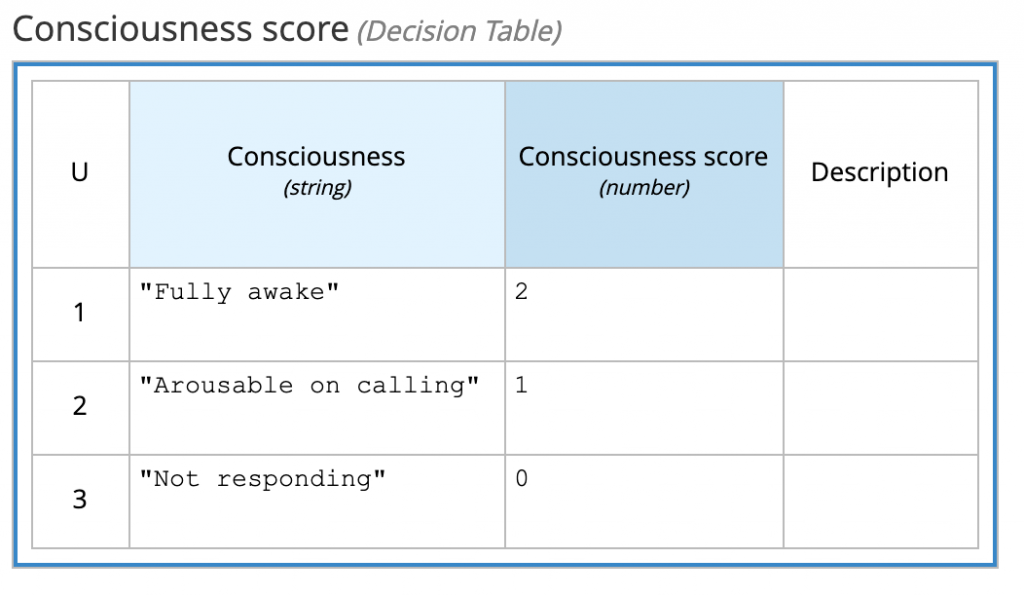 Consciousness score (Decision Table)
U
Consciousness
(string)
Consciousness score
(number)
Description
1
"Fully awake"
2
2
"Arousable on calling"
1
3
"Not responding"
0